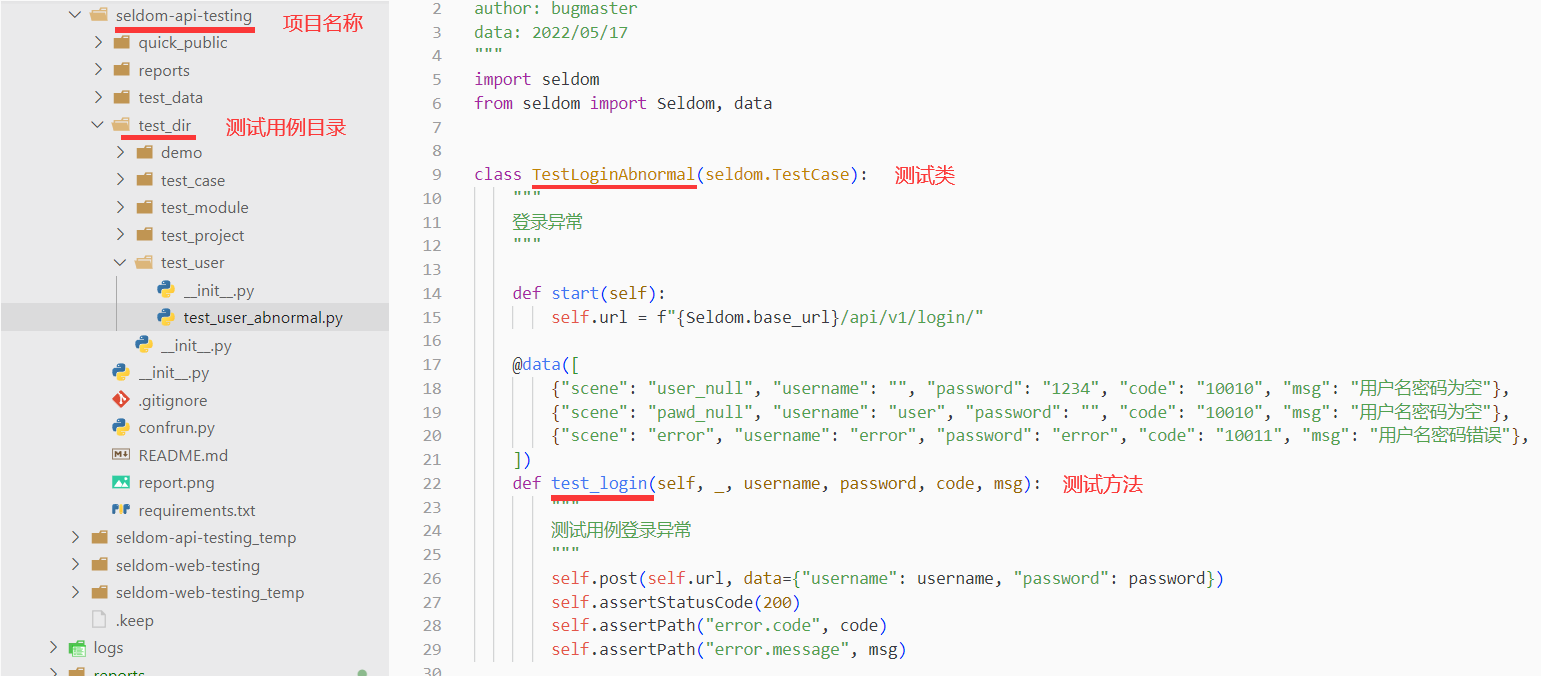 seldom-api-testing 项目名称
quick_public
reports
test_data
test_dir 测试用例目录
demo
test_case
test_module
test_project
test_user
__init__.py
test_user_abnormal.py
__init__.py
__init__.py
.gitignore
confrun.py
README.md
report.png
requirements.txt
seldom-api-testing_temp
seldom-web-testing
seldom-web-testing_temp
.keep
logs
reports
2 author: bugmaster
3 data: 2022/05/17
4 """
5 import seldom
6 from seldom import Seldom, data
7
8
9 class TestLoginAbnormal(seldom.TestCase): 测试类
10 """
11 登录异常
12 """
13
14 def start(self):
15 self.url = f"{Seldom.base_url}/api/v1/login/"
16
17 @data([
18 {"scene": "user_null", "username": "", "password": "1234", "code": "10010", "msg": "用户名密码为空"},
19 {"scene": "pawd_null", "username": "user", "password": "", "code": "10010", "msg": "用户名密码为空"},
20 {"scene": "error", "username": "error", "password": "error", "code": "10011", "msg": "用户名密码错误"},
21 ])
22 def test_login(self, _, username, password, code, msg): 测试方法
23 """
24 测试用例登录异常
25 """
26 self.post(self.url, data={"username": username, "password": password})
27 self.assertStatusCode(200)
28 self.assertPath("error.code", code)
29 self.assertPath("error.message", msg)
30